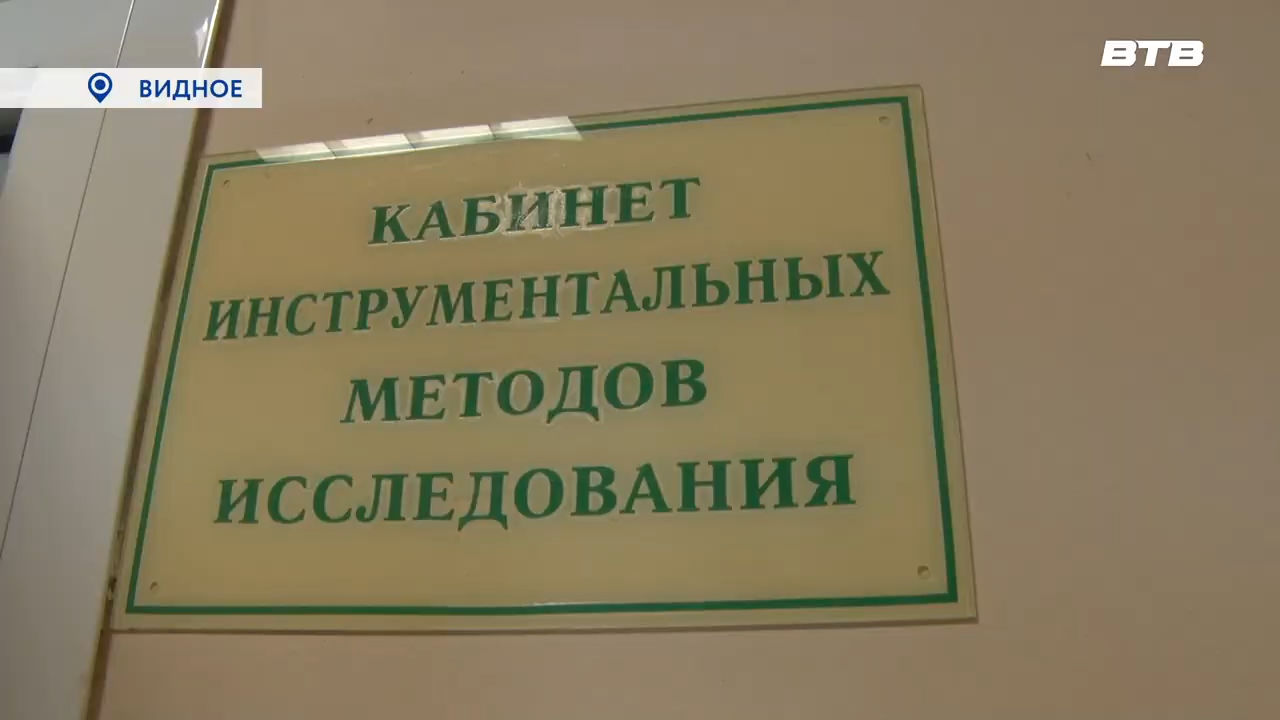 ВТВ
ВИДНОЕ
КАБИНЕТ
ИНСТРУМЕНТАЛЬНЫХ
МЕТОДОВ
ИССЛЕДОВАНИЯ